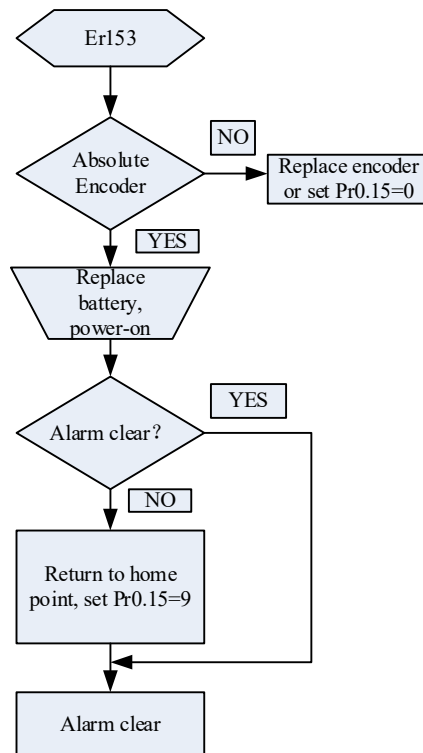 Er153
NO
Absolute
Encoder
Replace encoder
or set Pr0.15=0
YES
Replace
battery,
power-on
YES
Alarm clear？
NO
Return to home
point, set Pr0.15=9
Alarm clear